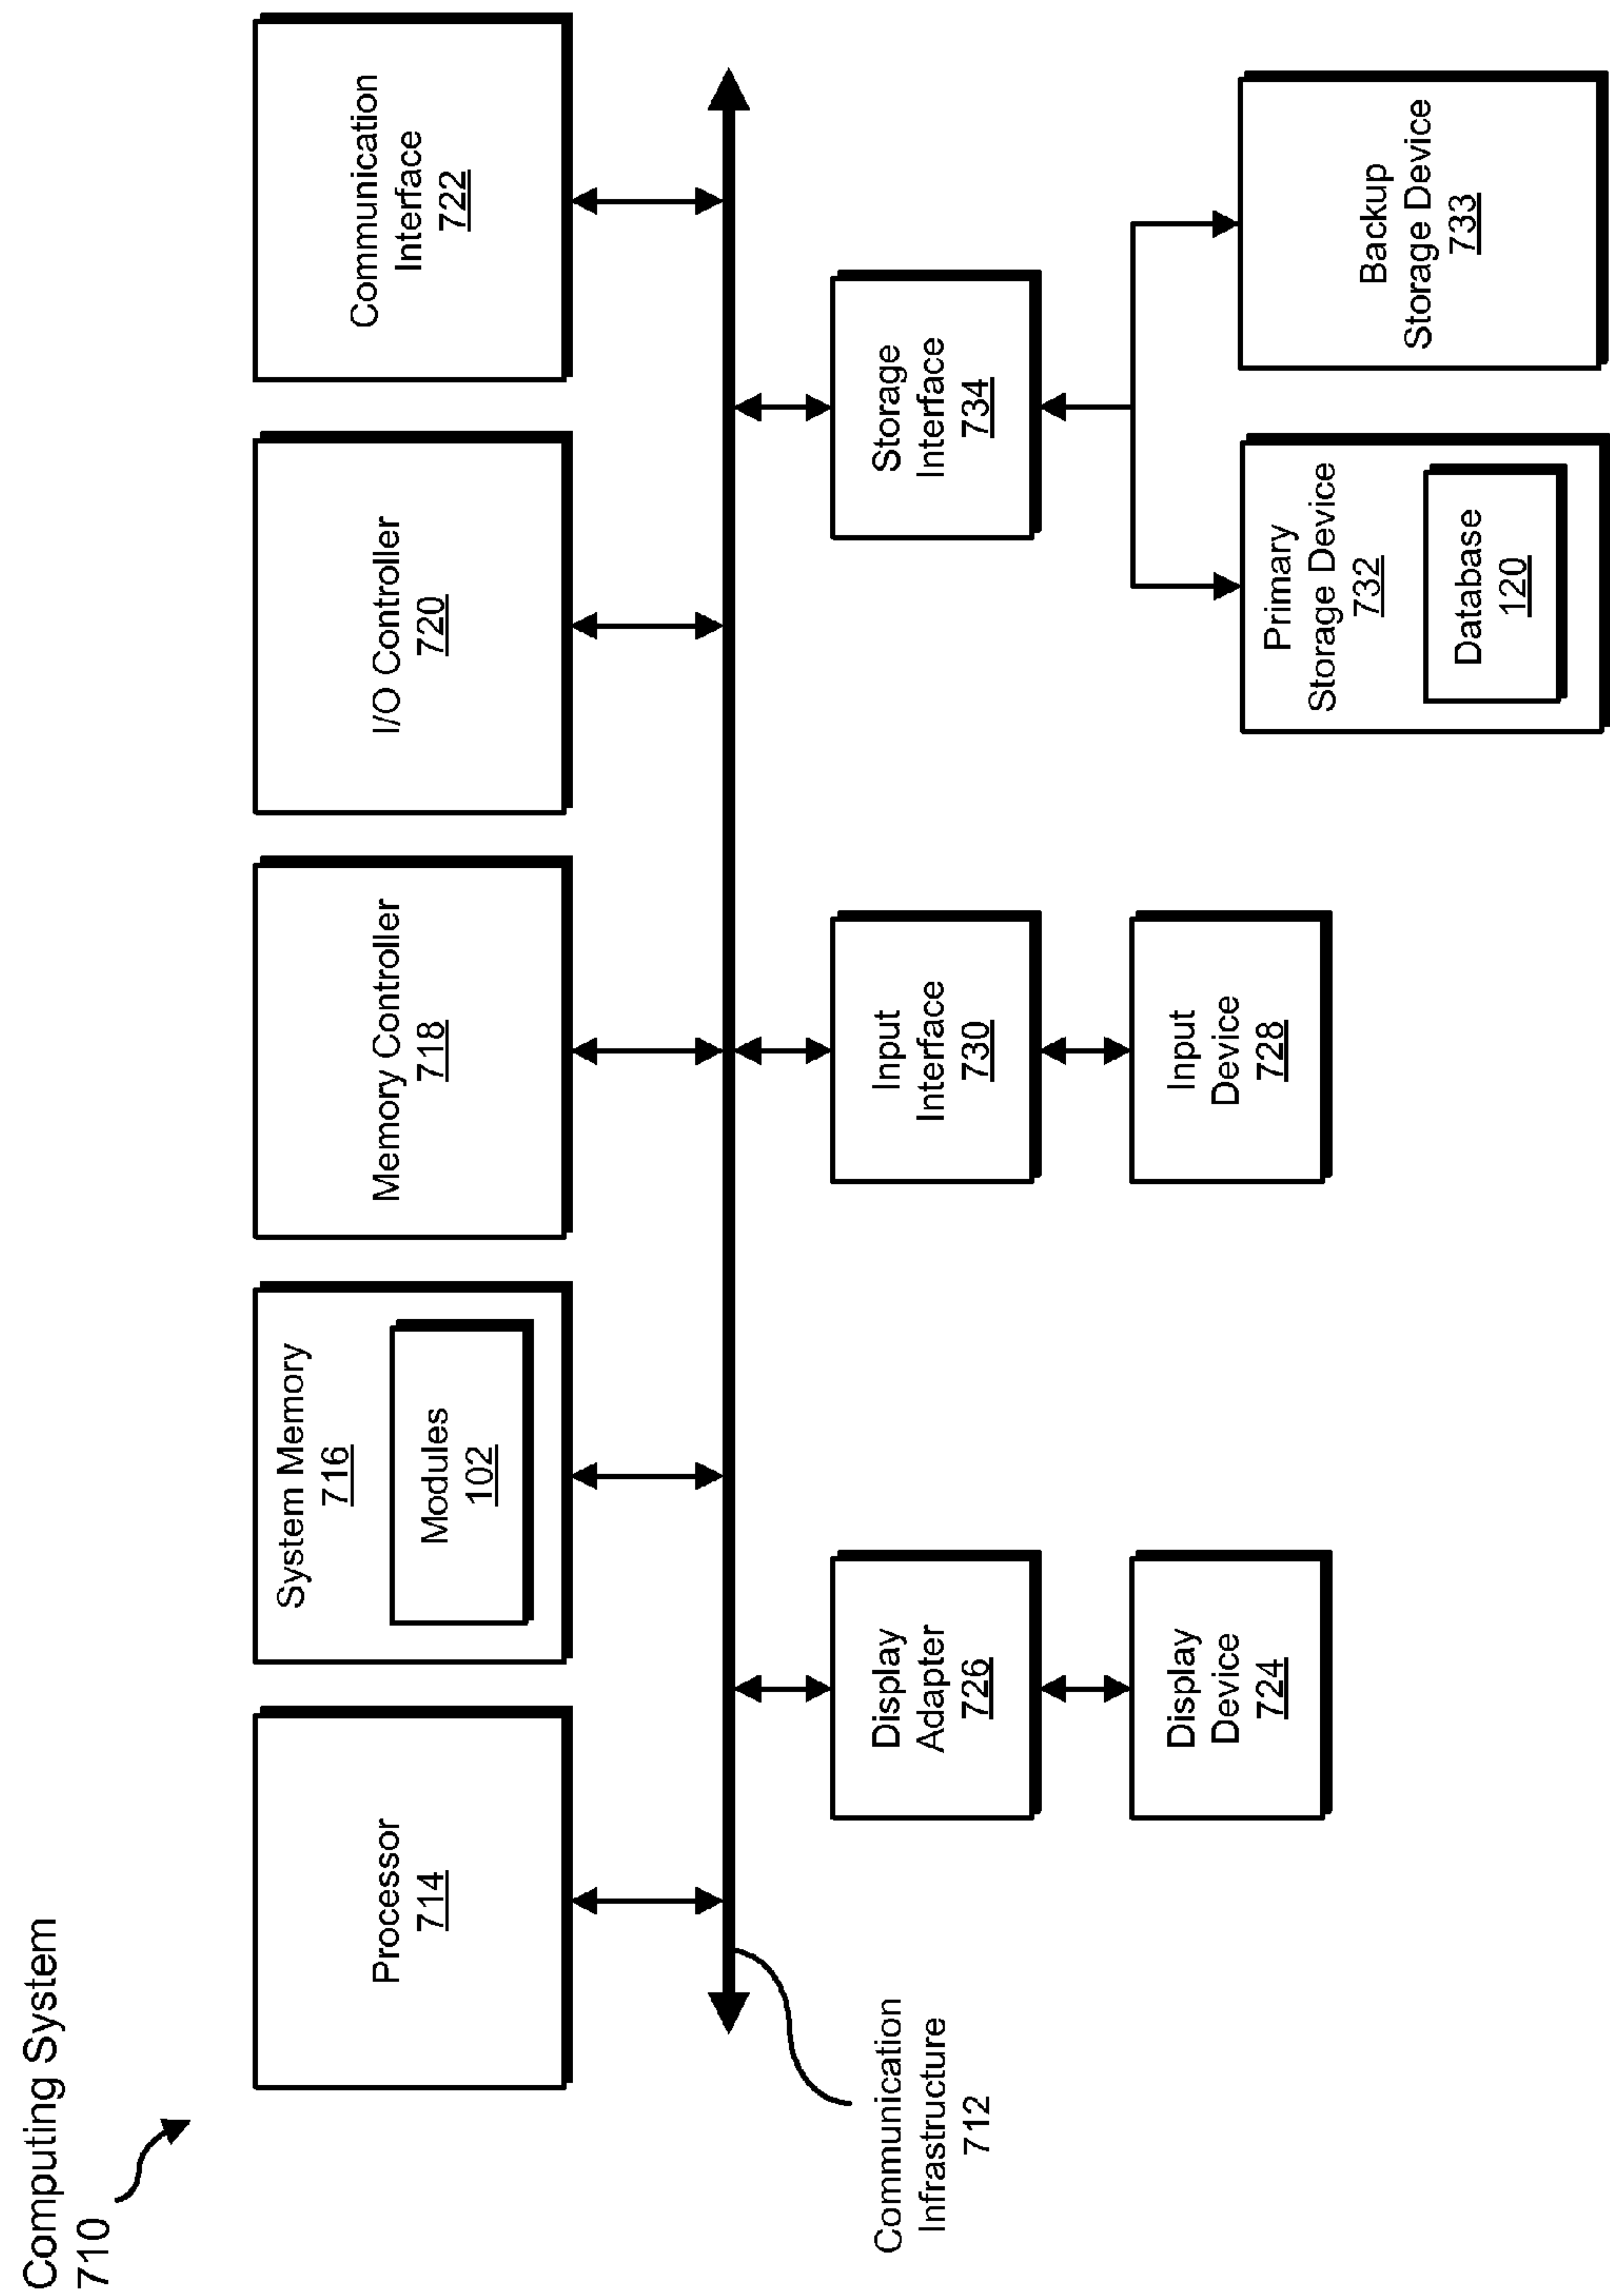 Computing System
710
Processor
714
System Memory
716
Modules
102
Memory Controller
718
I/O Controller
720
Communication
Interface
722
Communication
Infrastructure
712
Display
Adapter
726
Input
Interface
730
Storage
Interface
734
Display
Device
724
Input
Device
728
Primary
Storage Device
732
Database
120
Backup
Storage Device
733